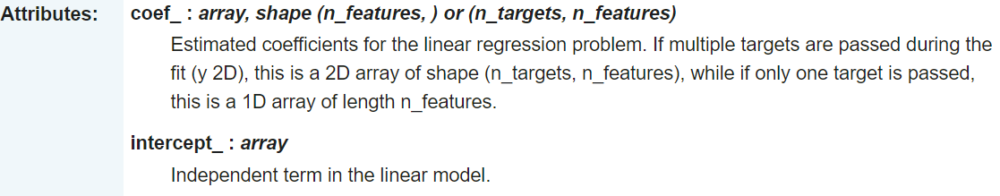 Attributes: coef_ : array, shape (n_features, ) or (n_targets, n_features)
Estimated coefficients for the linear regression problem. If multiple targets are passed during the
fit (y 2D), this is a 2D array of shape (n_targets, n_features), while if only one target is passed,
this is a 1D array of length n_features.
intercept_ : array
Independent term in the linear model.